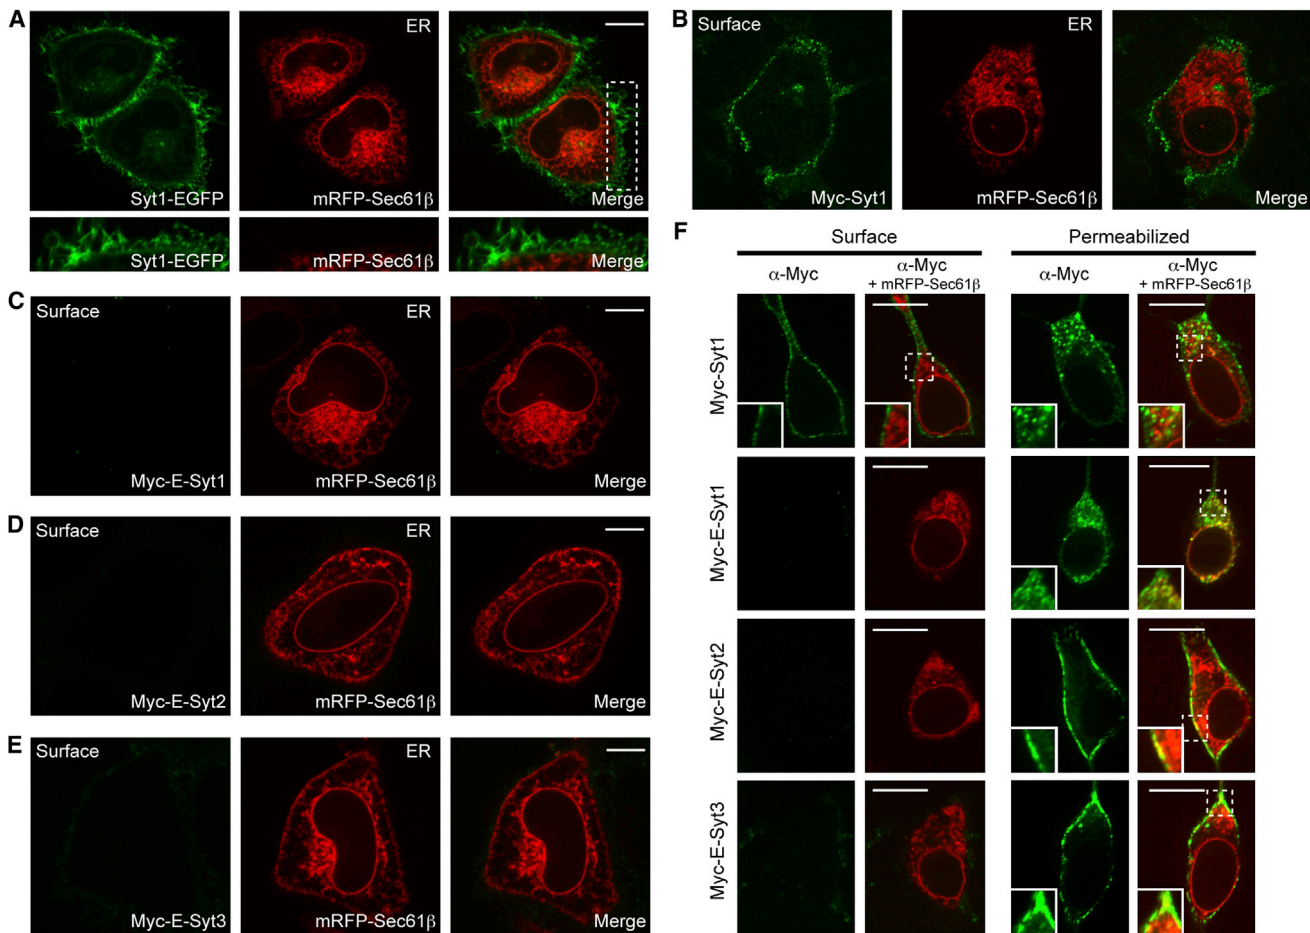 A
ER
Syt1-EGFP
mRFP-Sec61β
Merge
Syt1-EGFP
mRFP-Sec61β
Merge
B
Surface
ER
Myc-Syt1
mRFP-Sec61β
Merge
C
Surface
ER
Myc-E-Syt1
mRFP-Sec61β
Merge
D
Surface
ER
Myc-E-Syt2
mRFP-Sec61β
Merge
E
Surface
ER
Myc-E-Syt3
mRFP-Sec61β
Merge
F
Surface
Permeabilized
α-Myc
α-Myc
+ mRFP-Sec61β
α-Myc
α-Myc
+ mRFP-Sec61β
Myc-Syt1
Myc-E-Syt1
Myc-E-Syt2
Myc-E-Syt3